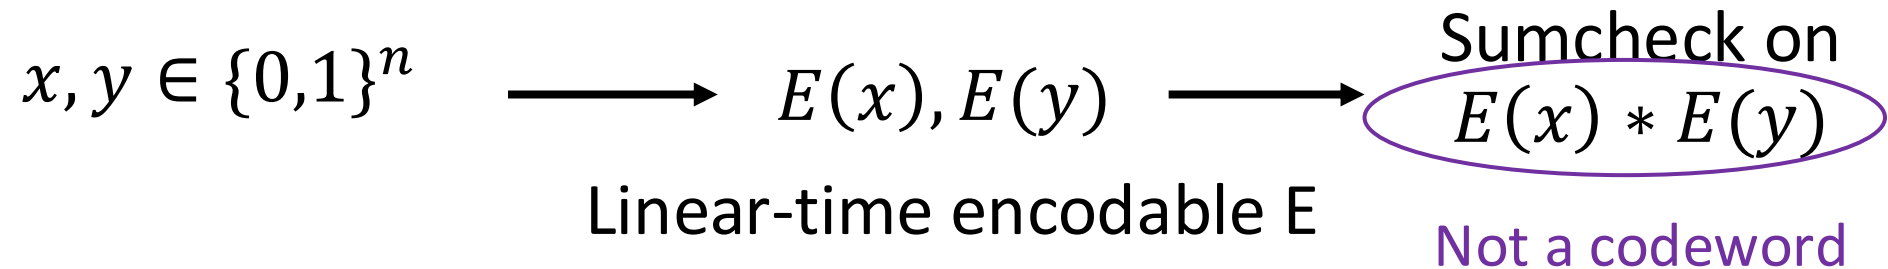 x, y ∈ {0,1}ⁿ
E(x), E(y)
Linear-time encodable E
Sumcheck on
E(x) * E(y)
Not a codeword